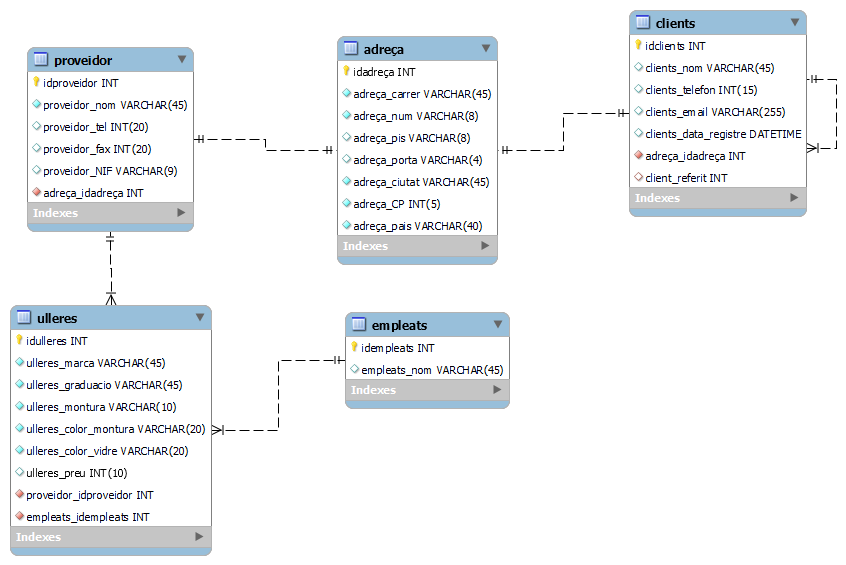 proveidor
idproveidor INT
proveidor_nom VARCHAR(45)
proveidor_tel INT(20)
proveidor_fax INT(20)
proveidor_NIF VARCHAR(9)
adreça_idadreça INT
Indexes
adreça
idadreça INT
adreça_carrer VARCHAR(45)
adreça_num VARCHAR(8)
adreça_pis VARCHAR(8)
adreça_porta VARCHAR(4)
adreça_ciutat VARCHAR(45)
adreça_CP INT(5)
adreça_pais VARCHAR(40)
Indexes
clients
idclients INT
clients_nom VARCHAR(45)
clients_telefon INT(15)
clients_email VARCHAR(255)
clients_data_registre DATETIME
adreça_idadreça INT
client_referit INT
Indexes
ulleres
idulleres INT
ulleres_marca VARCHAR(45)
ulleres_graduacio VARCHAR(45)
ulleres_montura VARCHAR(10)
ulleres_color_montura VARCHAR(20)
ulleres_color_vidre VARCHAR(20)
ulleres_preu INT(10)
proveidor_idproveidor INT
empleats_idempleats INT
Indexes
empleats
idempleats INT
empleats_nom VARCHAR(45)
Indexes